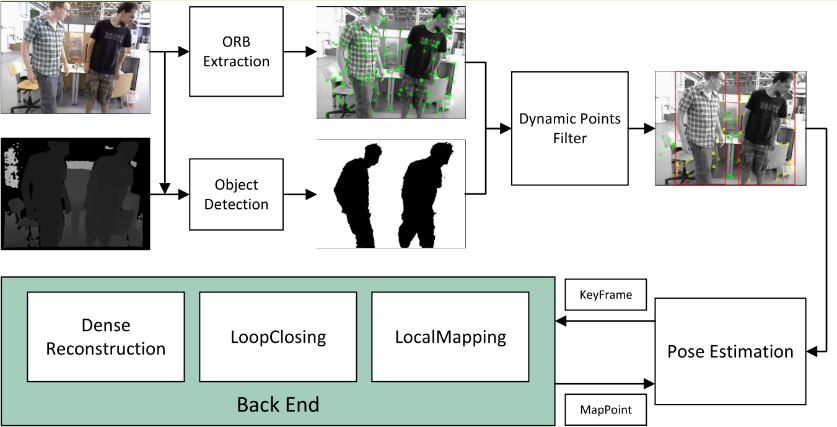 ORB
Extraction
Object
Detection
Dynamic Points
Filter
KeyFrame
Pose Estimation
MapPoint
Dense
Reconstruction
LoopClosing
LocalMapping
Back End